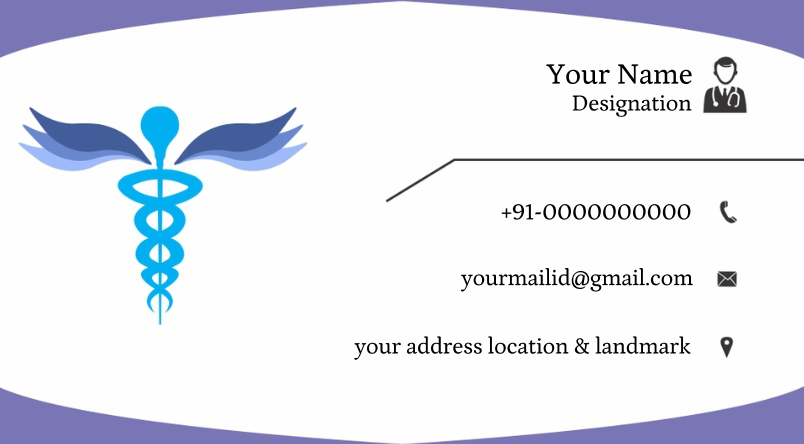 Your Name
Designation
+91-0000000000
yourmailid@gmail.com
your address location & landmark